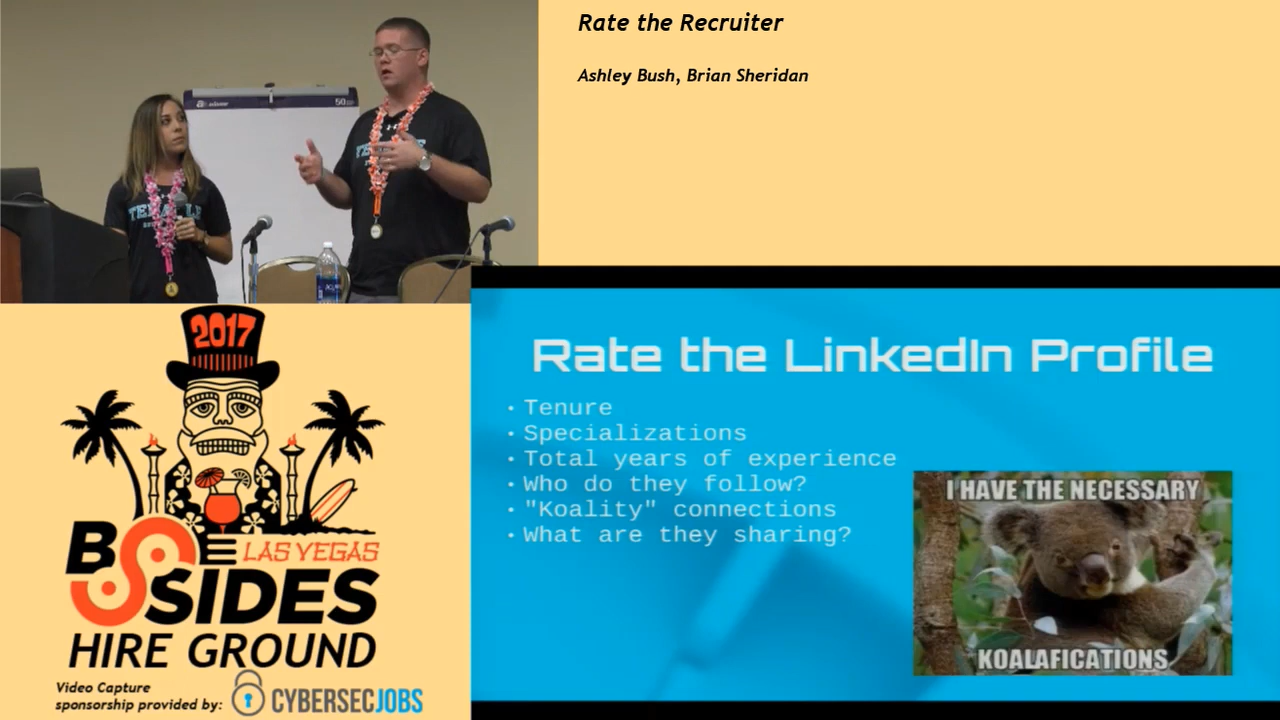 Rate the Recruiter
Ashley Bush, Brian Sheridan
50
2017
BSIDES
LAS VEGAS
HIRE GROUND
Video Capture
sponsorship provided by:
CYBERSECJOBS
Rate the LinkedIn Profile
• Tenure
• Specializations
• Total years of experience
• Who do they follow?
• "Koality" connections
• What are they sharing?
I HAVE THE NECESSARY
KOALAFICATIONS